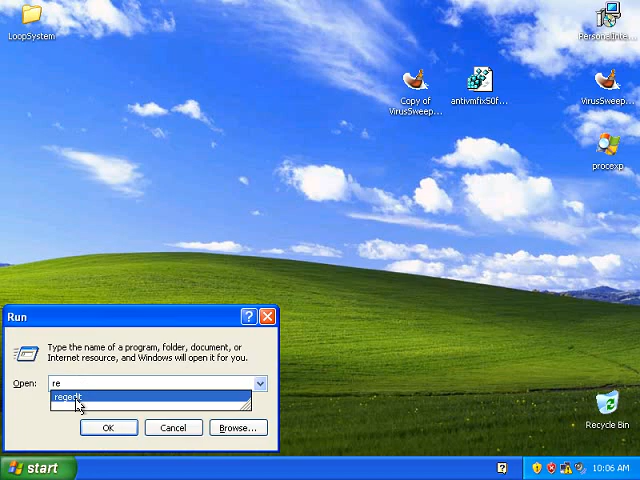 LoopSystem
PersonalInte...
Copy of
VirusSweep...
antivmfix50f...
VirusSweep...
procexp
Run
Type the name of a program, folder, document, or
Internet resource, and Windows will open it for you.
Open:
re
regedit
OK
Cancel
Browse...
Recycle Bin
start
10:06 AM